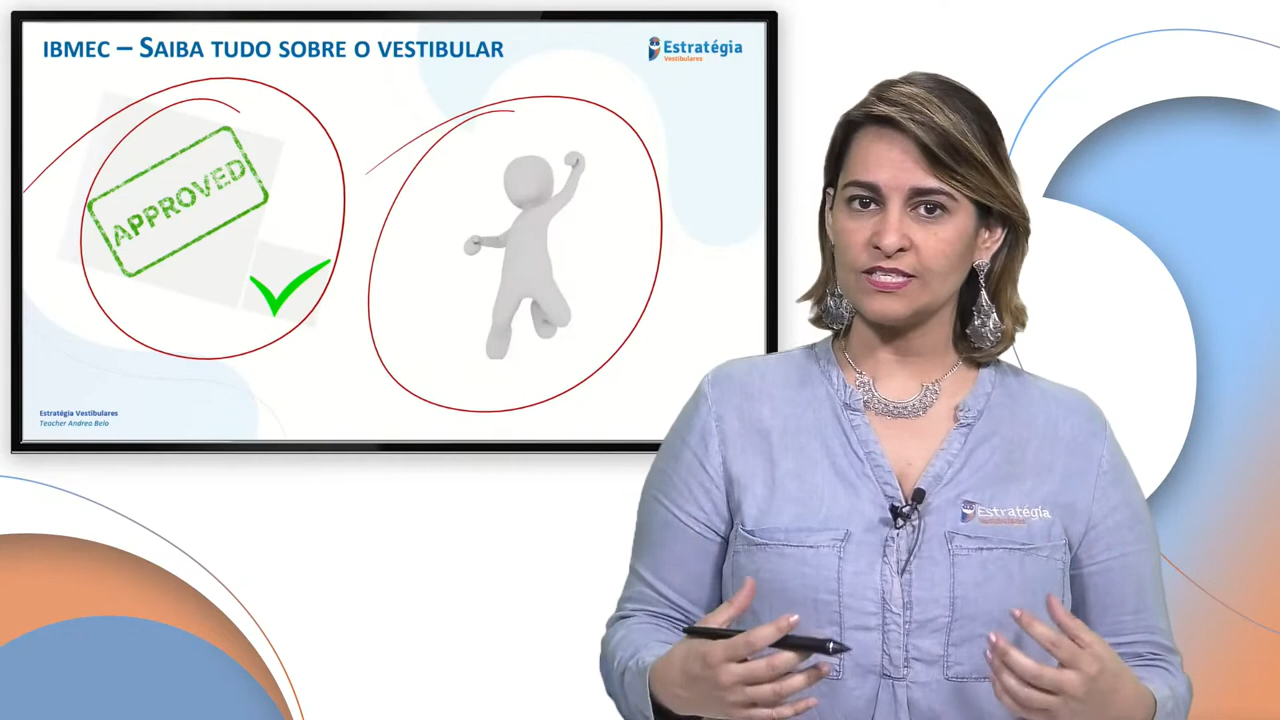 IBMEC – SAIBA TUDO SOBRE O VESTIBULAR
Estratégia
Vestibulares
APPROVED
Estratégia Vestibulares
Teacher Andrea Belo
Estratégia
Vestibulares